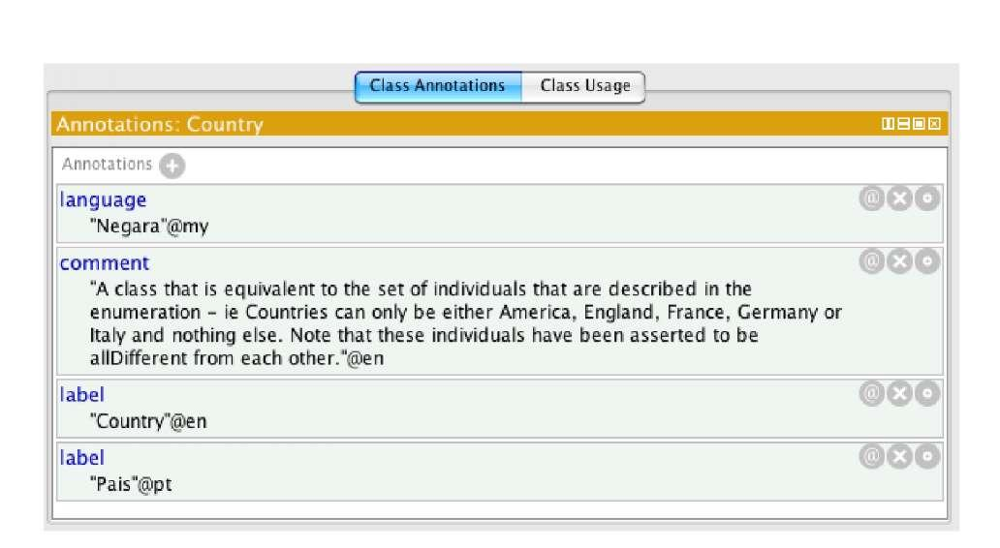 Class Annotations Class Usage
Annotations: Country
Annotations
language
"Negara"@my
comment
"A class that is equivalent to the set of individuals that are described in the
enumeration – ie Countries can only be either America, England, France, Germany or
Italy and nothing else. Note that these individuals have been asserted to be
allDifferent from each other."@en
label
"Country"@en
label
"Pais"@pt